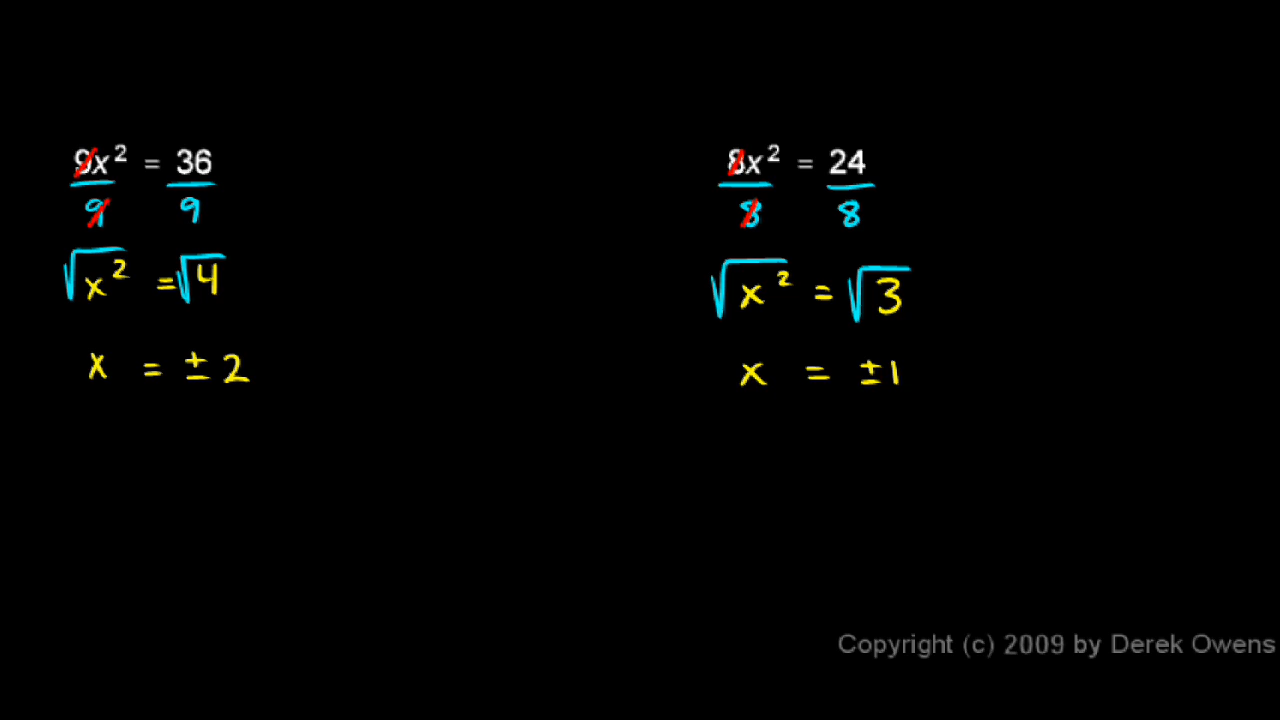 9x² = 36
9 9
√x² = √4
x = ± 2
8x² = 24
8 8
√x² = √3
x = ±1
Copyright (c) 2009 by Derek Owens